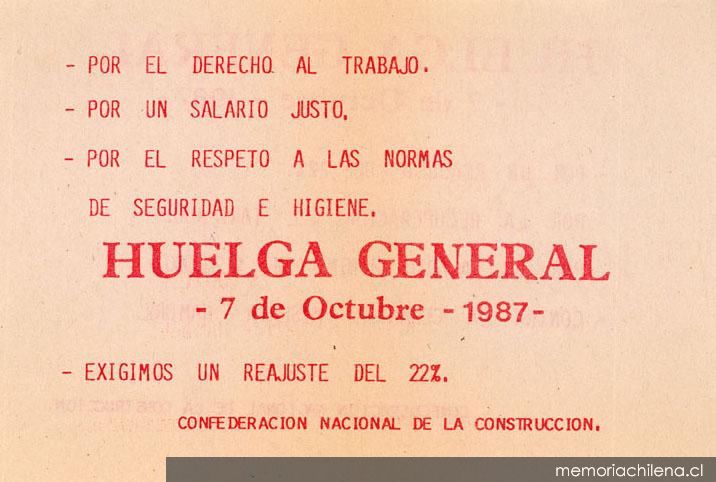 - POR EL DERECHO AL TRABAJO.
- POR UN SALARIO JUSTO.
- POR EL RESPETO A LAS NORMAS
DE SEGURIDAD E HIGIENE.
HUELGA GENERAL
- 7 de Octubre - 1987-
- EXIGIMOS UN REAJUSTE DEL 22%.
CONFEDERACION NACIONAL DE LA CONSTRUCCION.
memoriachilena.cl